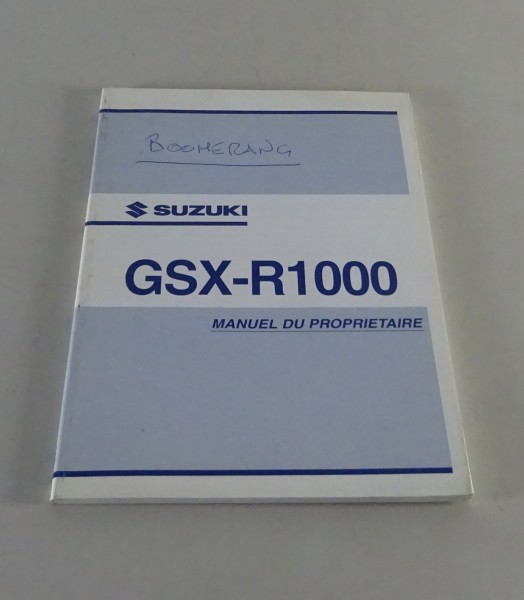 BOOMERANG
SUZUKI
GSX-R1000
MANUEL DU PROPRIETAIRE